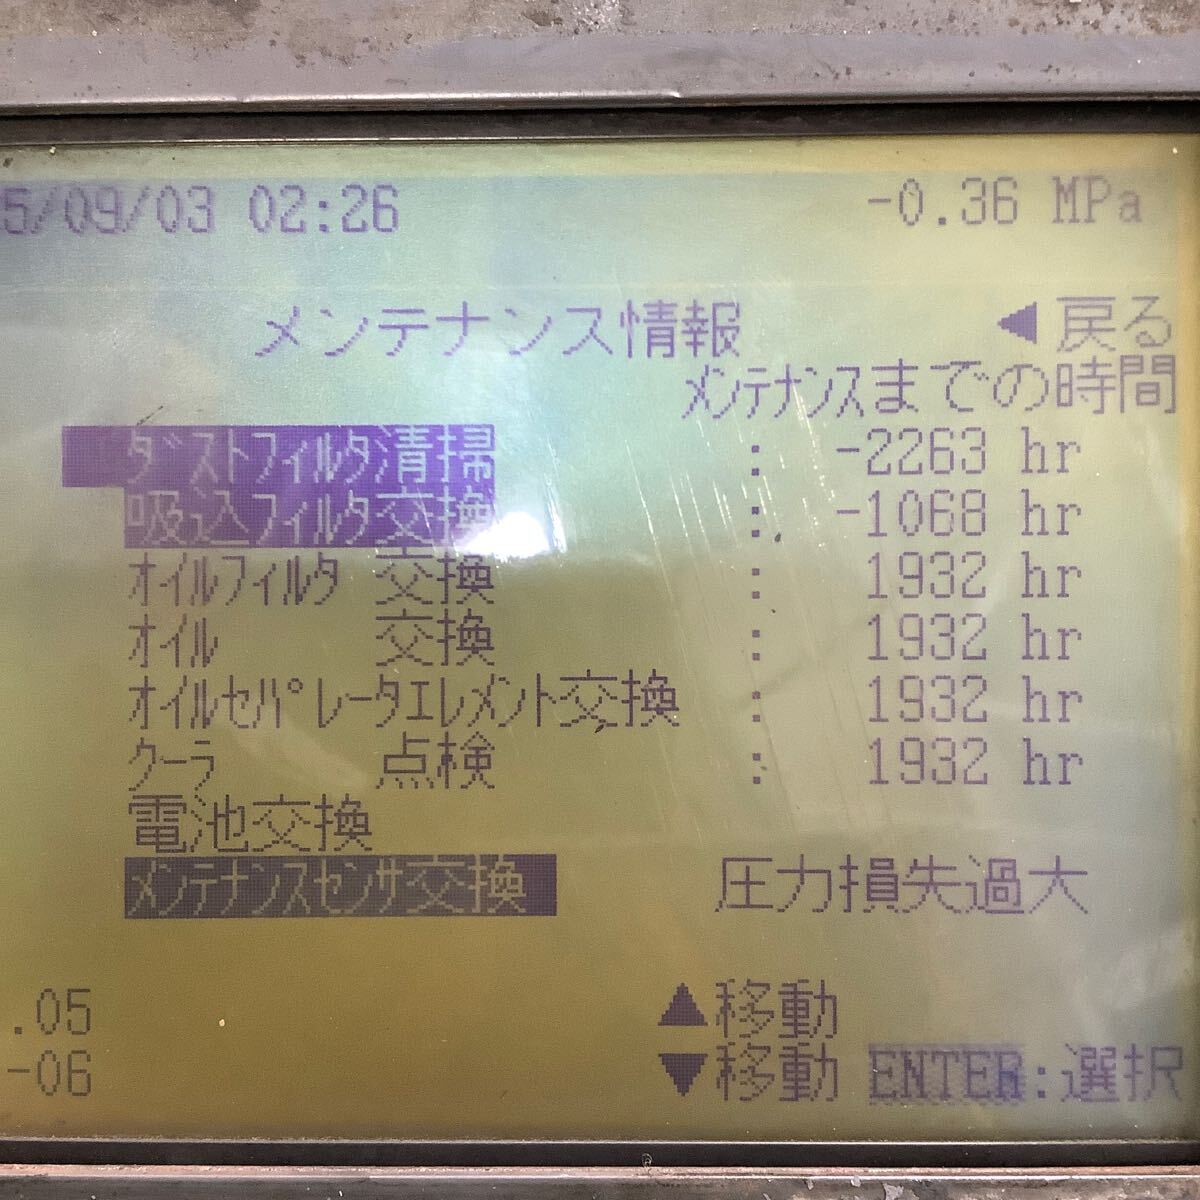 5/09/03 02:26 -0.36 MPa
メンテナンス情報 ◀戻る
メンテナンスまでの時間
ダストフィルタ清掃 : -2263 hr
吸込フィルタ交換 : -1068 hr
オイルフィルタ 交換 : 1932 hr
オイル 交換 : 1932 hr
オイルセパレータエレメント交換 : 1932 hr
クーラ 点検 : 1932 hr
電池交換
メンテナンスセンサ交換 圧力損失過大
.05 ▲移動
-06 ▼移動 ENTER:選択